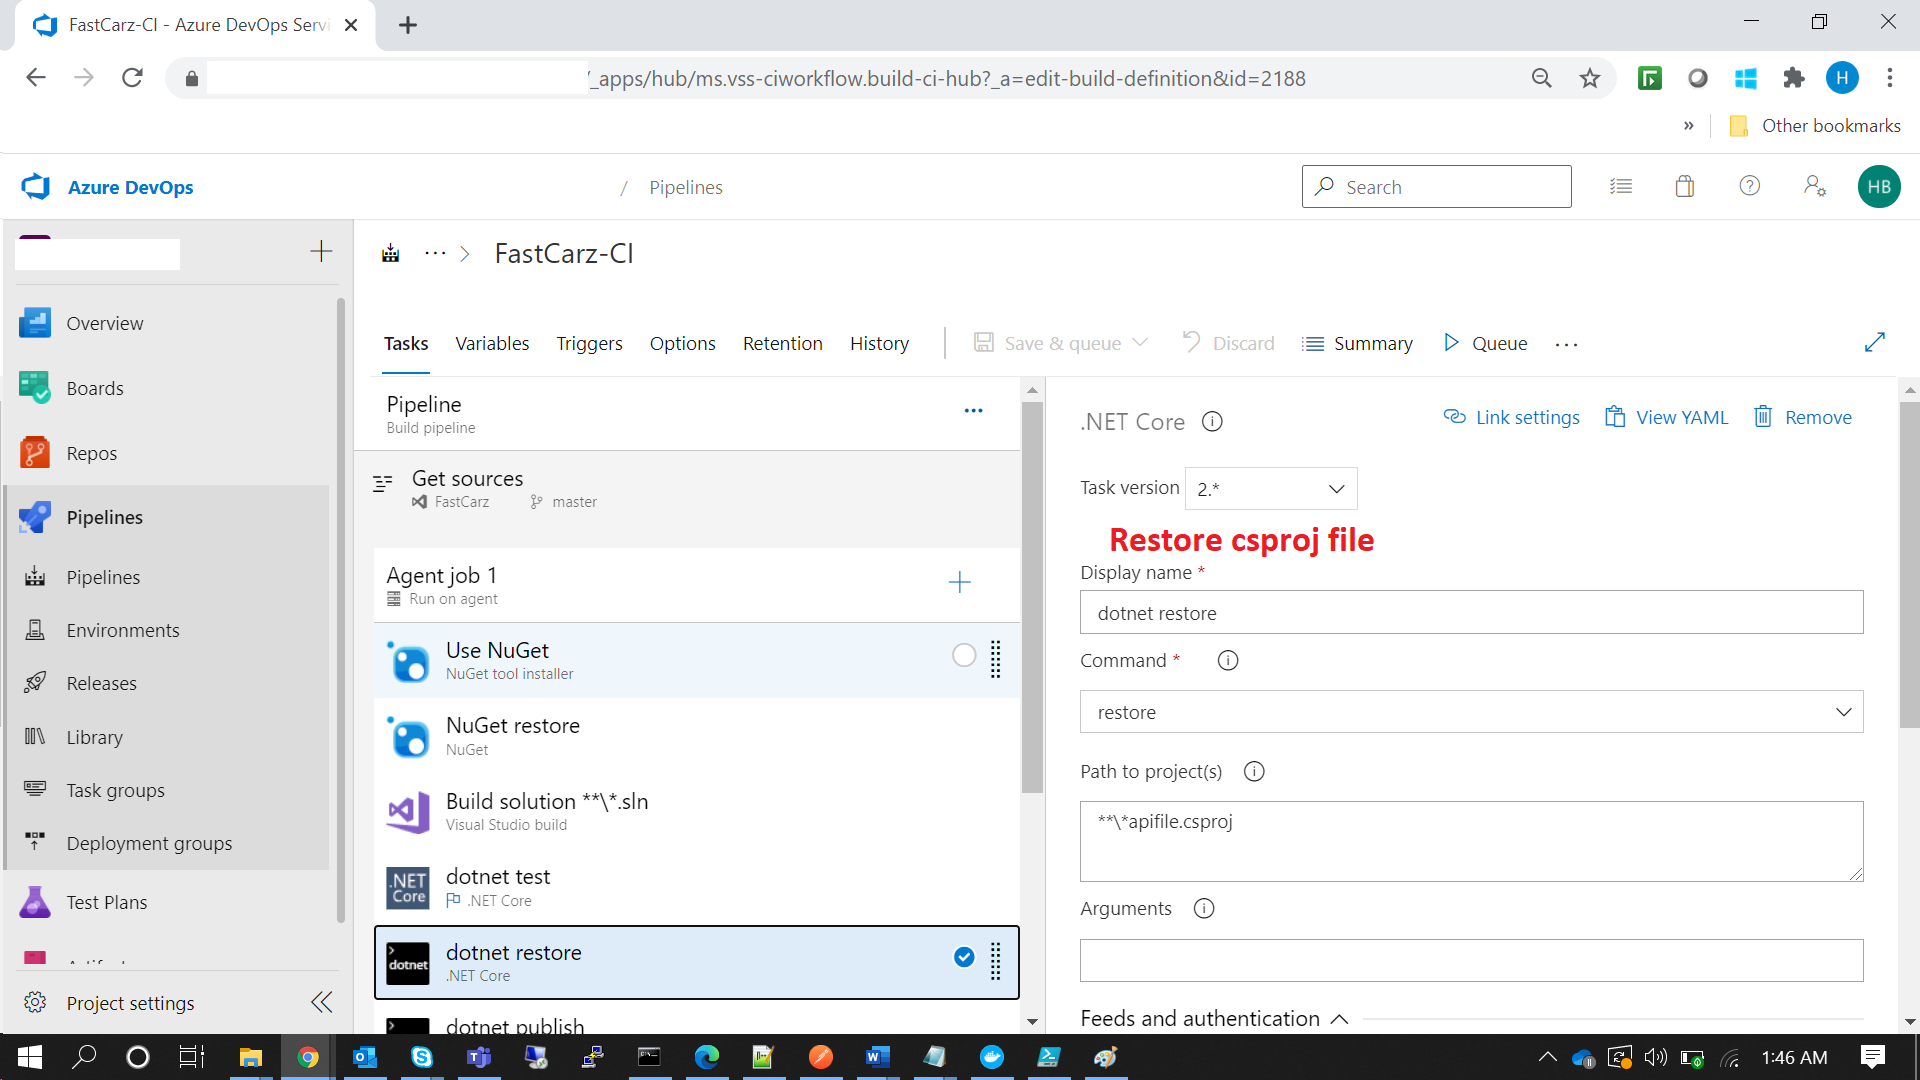 FastCarz-CI - Azure DevOps Servi
/_apps/hub/ms.vss-ciworkflow.build-ci-hub?_a=edit-build-definition&id=2188
H
»
Other bookmarks
Azure DevOps
/ Pipelines
Search
HB
FastCarz-CI
Overview
Boards
Repos
Pipelines
Pipelines
Environments
Releases
Library
Task groups
Deployment groups
Test Plans
Project settings
Tasks Variables Triggers Options Retention History
Save & queue Discard Summary Queue
Pipeline
Build pipeline
Get sources
FastCarz master
Agent job 1
Run on agent
Use NuGet
NuGet tool installer
NuGet restore
NuGet
Build solution **\*.sln
Visual Studio build
.NET Core
dotnet test
.NET Core
dotnet
dotnet restore
.NET Core
dotnet publish
.NET Core
Link settings View YAML Remove
Task version 2.*
Restore csproj file
Display name *
dotnet restore
Command *
restore
Path to project(s)
**\*apifile.csproj
Arguments
Feeds and authentication
1:46 AM